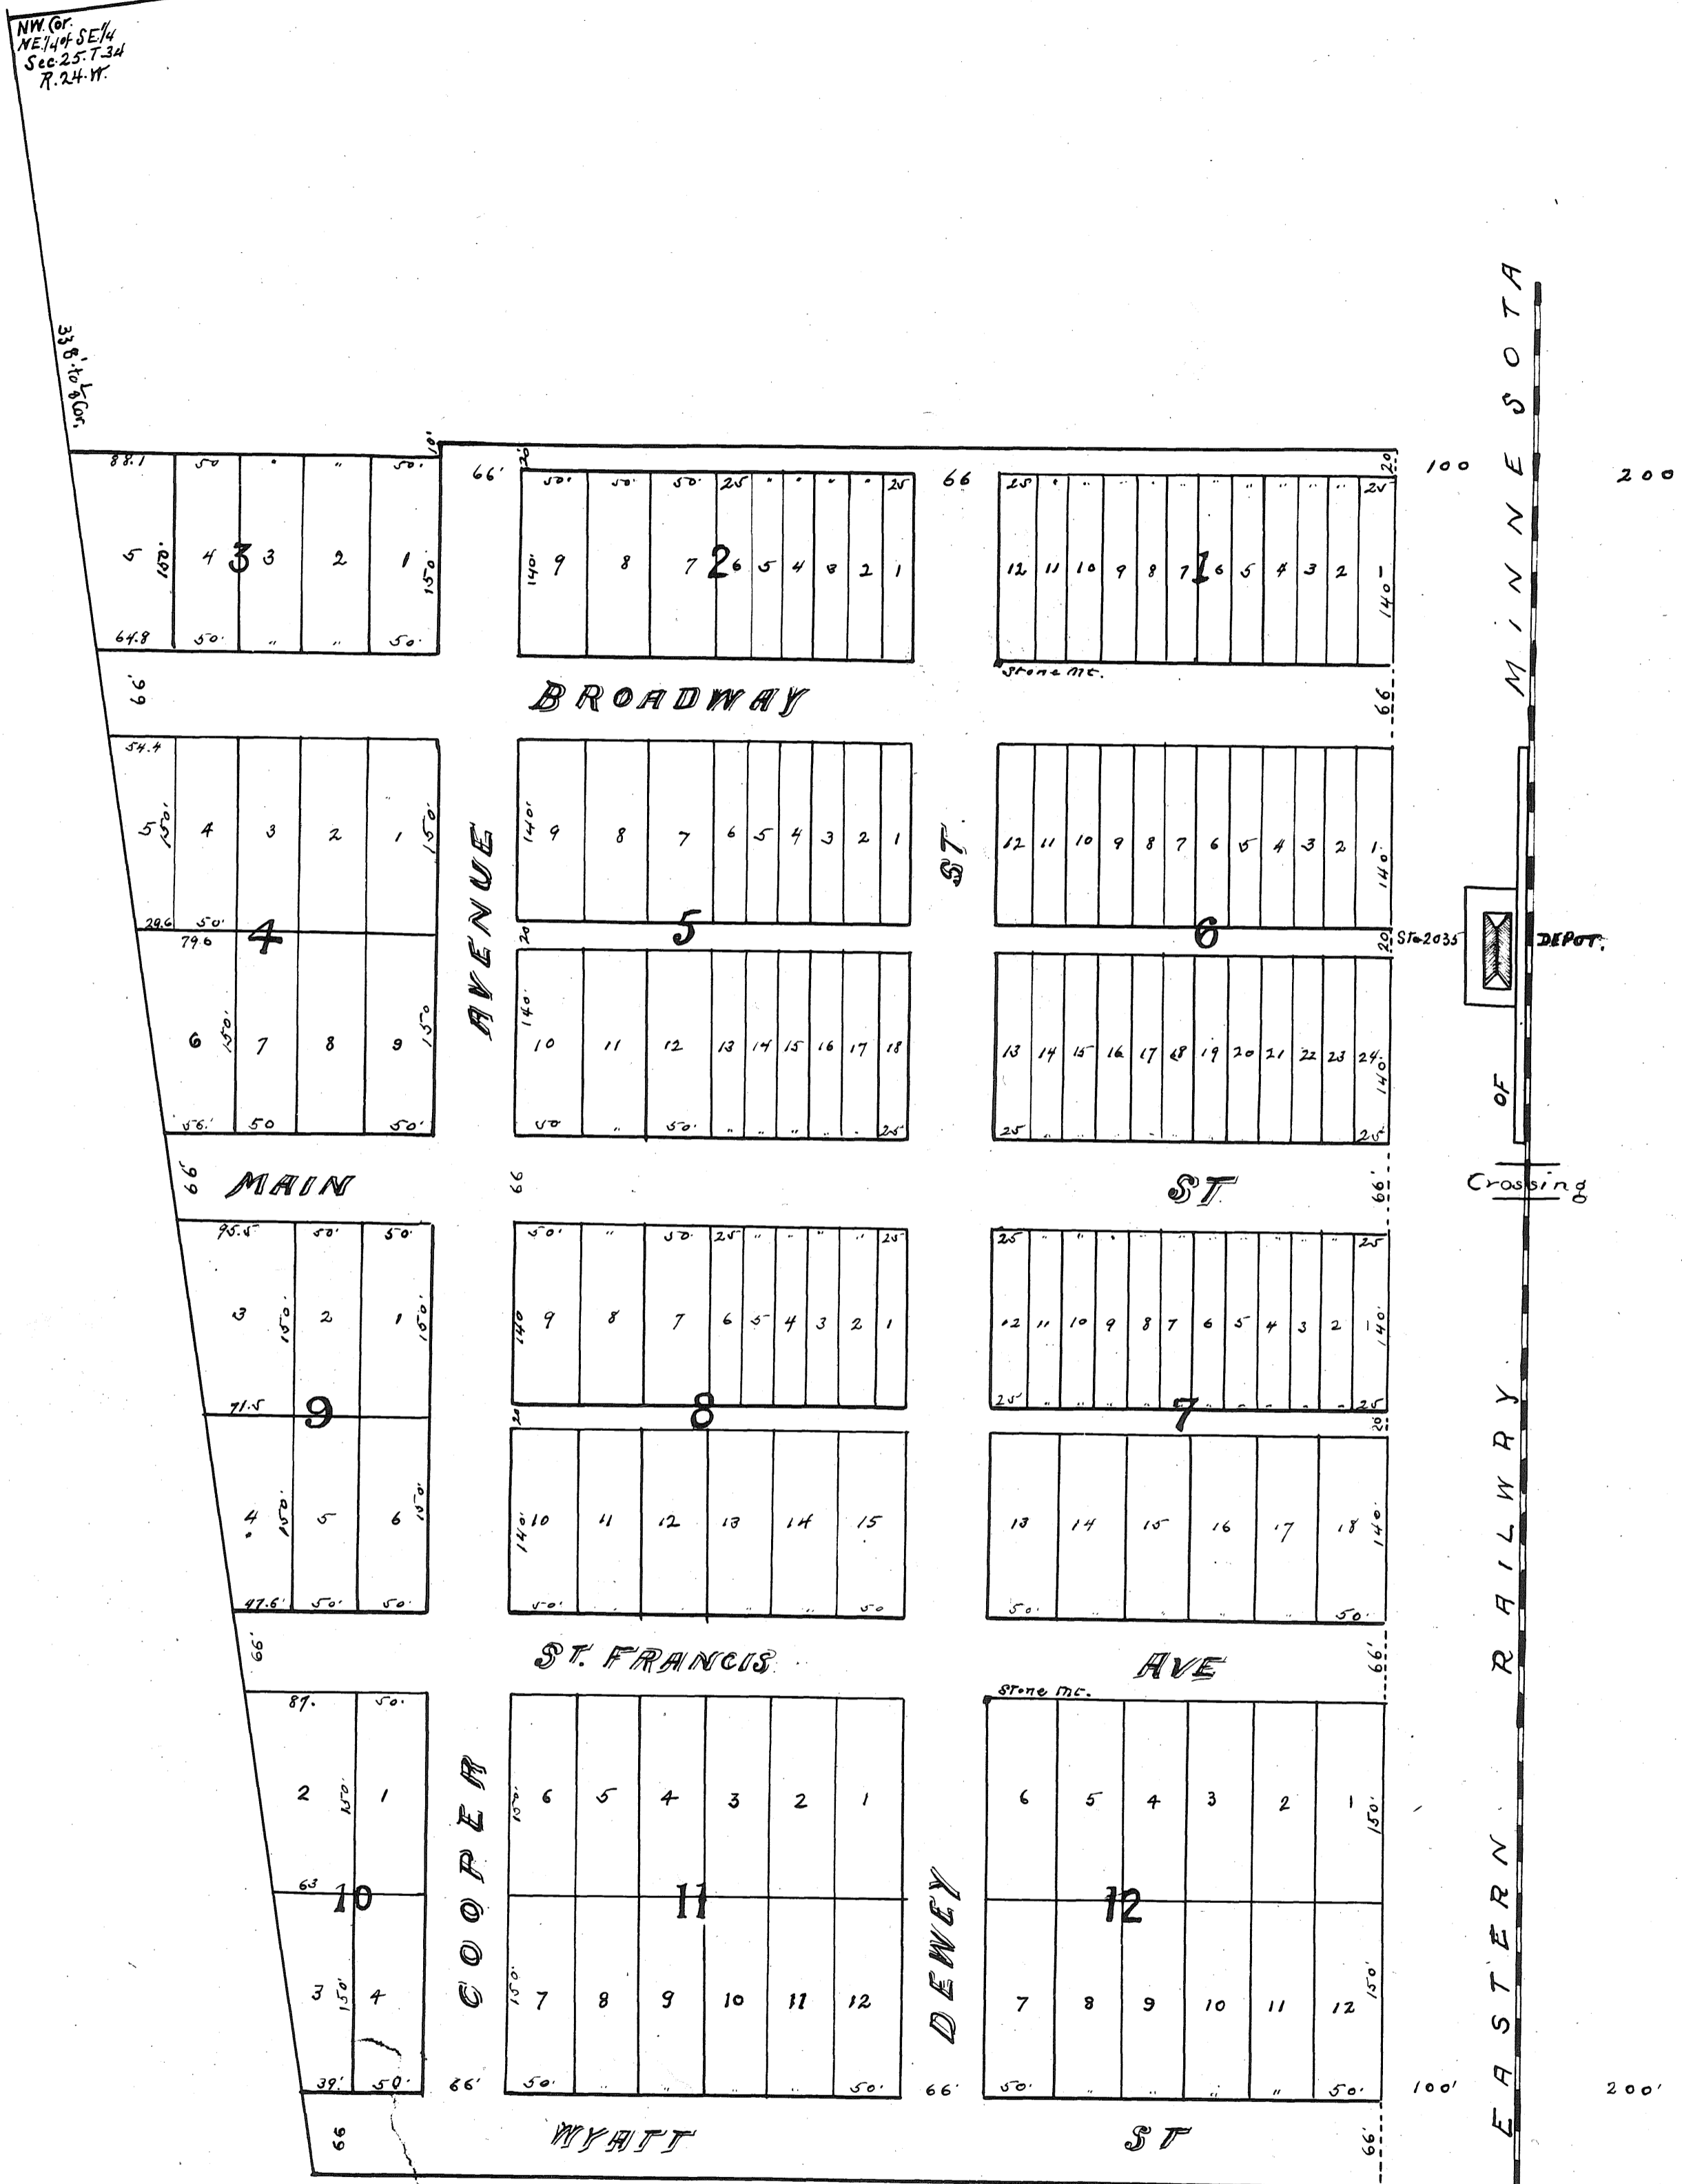 NW. Cor.
NE.1/4 of SE.1/4
Sec. 25. T 34
R. 24. W.
338' to 1/8 Cor.
10' 20' 20
66' 66 100 200
88.1 50 " " 50.
50. 50. 50. 25 " " " " 25
25 " " " " " " " " " " 25
5 150. 4 3 3 2 1 150.
140. 9 8 7 2 6 5 4 3 2 1
12 11 10 9 8 7 1 6 5 4 3 2 1 140
64.8 50. " " 50.
Stone Mt.
66' BROADWAY 66
54.4
5 150. 4 3 2 1 150.
140. 9 8 7 6 5 4 3 2 1
12 11 10 9 8 7 6 5 4 3 2 1 140.
AVENUE
ST.
29.6 50' 4
79.6
20 5
6 20 Sta 2035 DEPOT.
6 150. 7 8 9 150
140. 10 11 12 13 14 15 16 17 18
13 14 15 16 17 18 19 20 21 22 23 24 140.
56. 50 50.
50 " 50. " " " " . 25
25 " " " " " " " " " " 25
66 MAIN 66 ST. 66' Crossing
95.5 50. 50.
50. " 50. 25 " " " " 25
25 " " " " " " " " " " 25
3 150. 2 1 150.
140 9 8 7 6 5 4 3 2 1
12 11 10 9 8 7 6 5 4 3 2 1 140.
25 " " " " " " " " " " 25
71.5 9
20 8
7 20
4 150. 5 6 150.
140. 10 11 12 13 14 15
13 14 15 16 17 18 140.
47.6 50. 50.
50. " " " " 50
50. " " " " 50.
66' ST. FRANCIS AVE 66'
Stone Mt.
87. 50.
2 150. 1
150. 6 5 4 3 2 1
6 5 4 3 2 1 150.
63 10
11
12
3 150. 4
150. 7 8 9 10 11 12
7 8 9 10 11 12 150'
COOPER
DEWEY
39. 50. 66'
50. " " " " 50. 66'
50. " " " " 50. 100' 200'
66 WYATT ST 66'
EASTERN RAILWRY OF MINNESOTA